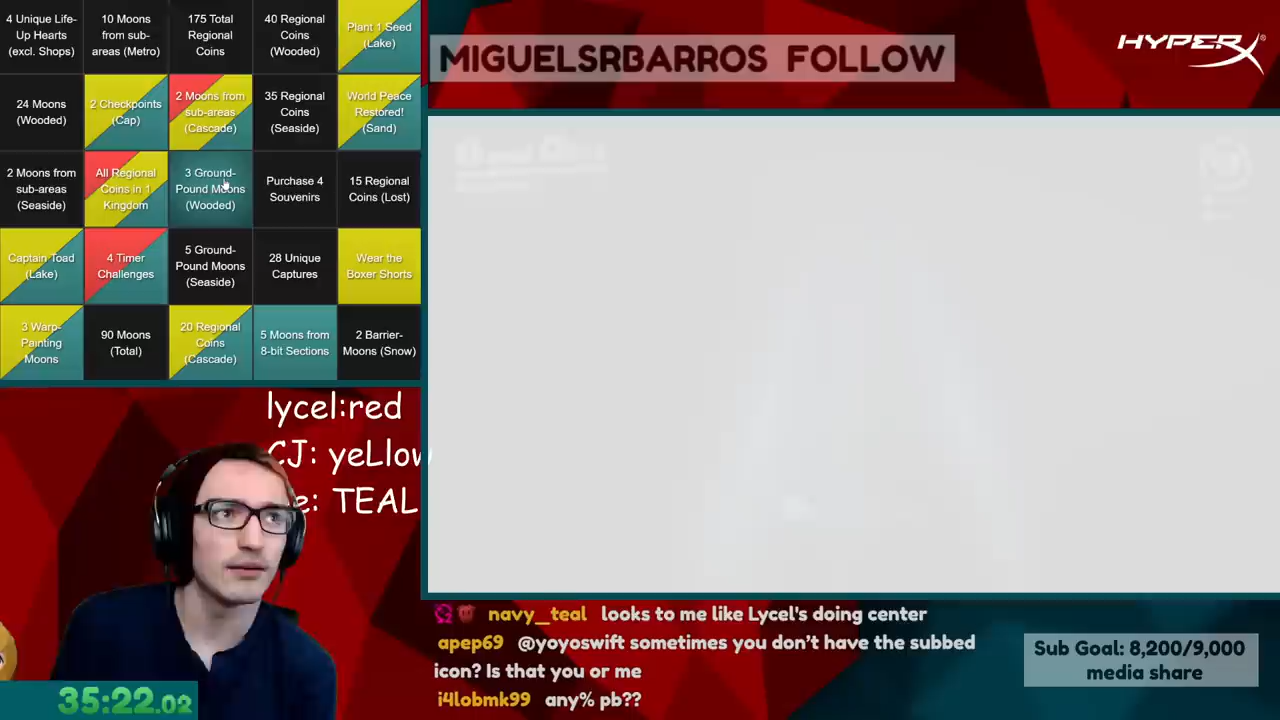 4 Unique Life-
Up Hearts
(excl. Shops)
10 Moons
from sub-
areas (Metro)
175 Total
Regional
Coins
40 Regional
Coins
(Wooded)
Plant 1 Seed
(Lake)
24 Moons
(Wooded)
2 Checkpoints
(Cap)
2 Moons from
sub-areas
(Cascade)
35 Regional
Coins
(Seaside)
World Peace
Restored!
(Sand)
2 Moons from
sub-areas
(Seaside)
All Regional
Coins in 1
Kingdom
3 Ground-
Pound Moons
(Wooded)
Purchase 4
Souvenirs
15 Regional
Coins (Lost)
Captain Toad
(Lake)
4 Timer
Challenges
5 Ground-
Pound Moons
(Seaside)
28 Unique
Captures
Wear the
Boxer Shorts
3 Warp-
Painting
Moons
90 Moons
(Total)
20 Regional
Coins
(Cascade)
5 Moons from
8-bit Sections
2 Barrier-
Moons (Snow)
MIGUELSRBARROS FOLLOW
HYPERX
lycel:red
CJ: yeLlow
e: TEAL
navy_teal looks to me like Lycel's doing center
apep69 @yoyoswift sometimes you don't have the subbed
icon? Is that you or me
i4lobmk99 any% pb??
Sub Goal: 8,200/9,000
media share
35:22.02